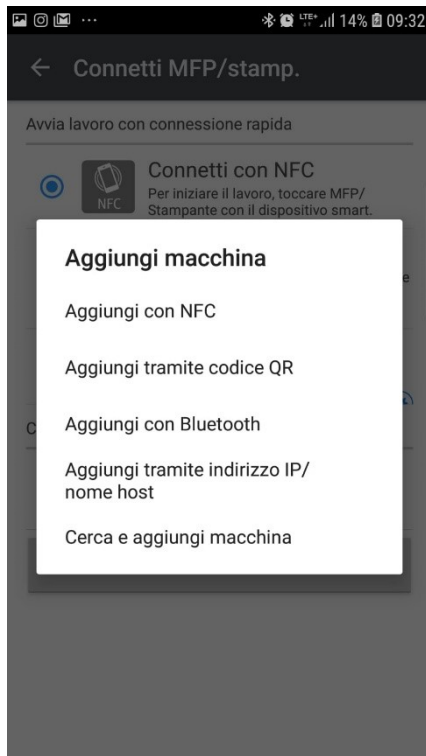 LTE+ 14% 09:32
Connetti MFP/stamp.
Avvia lavoro con connessione rapida
Connetti con NFC
NFC
Per iniziare il lavoro, toccare MFP/
Stampante con il dispositivo smart.
Aggiungi macchina
e
Aggiungi con NFC
Aggiungi tramite codice QR
C
Aggiungi con Bluetooth
Aggiungi tramite indirizzo IP/
nome host
Cerca e aggiungi macchina